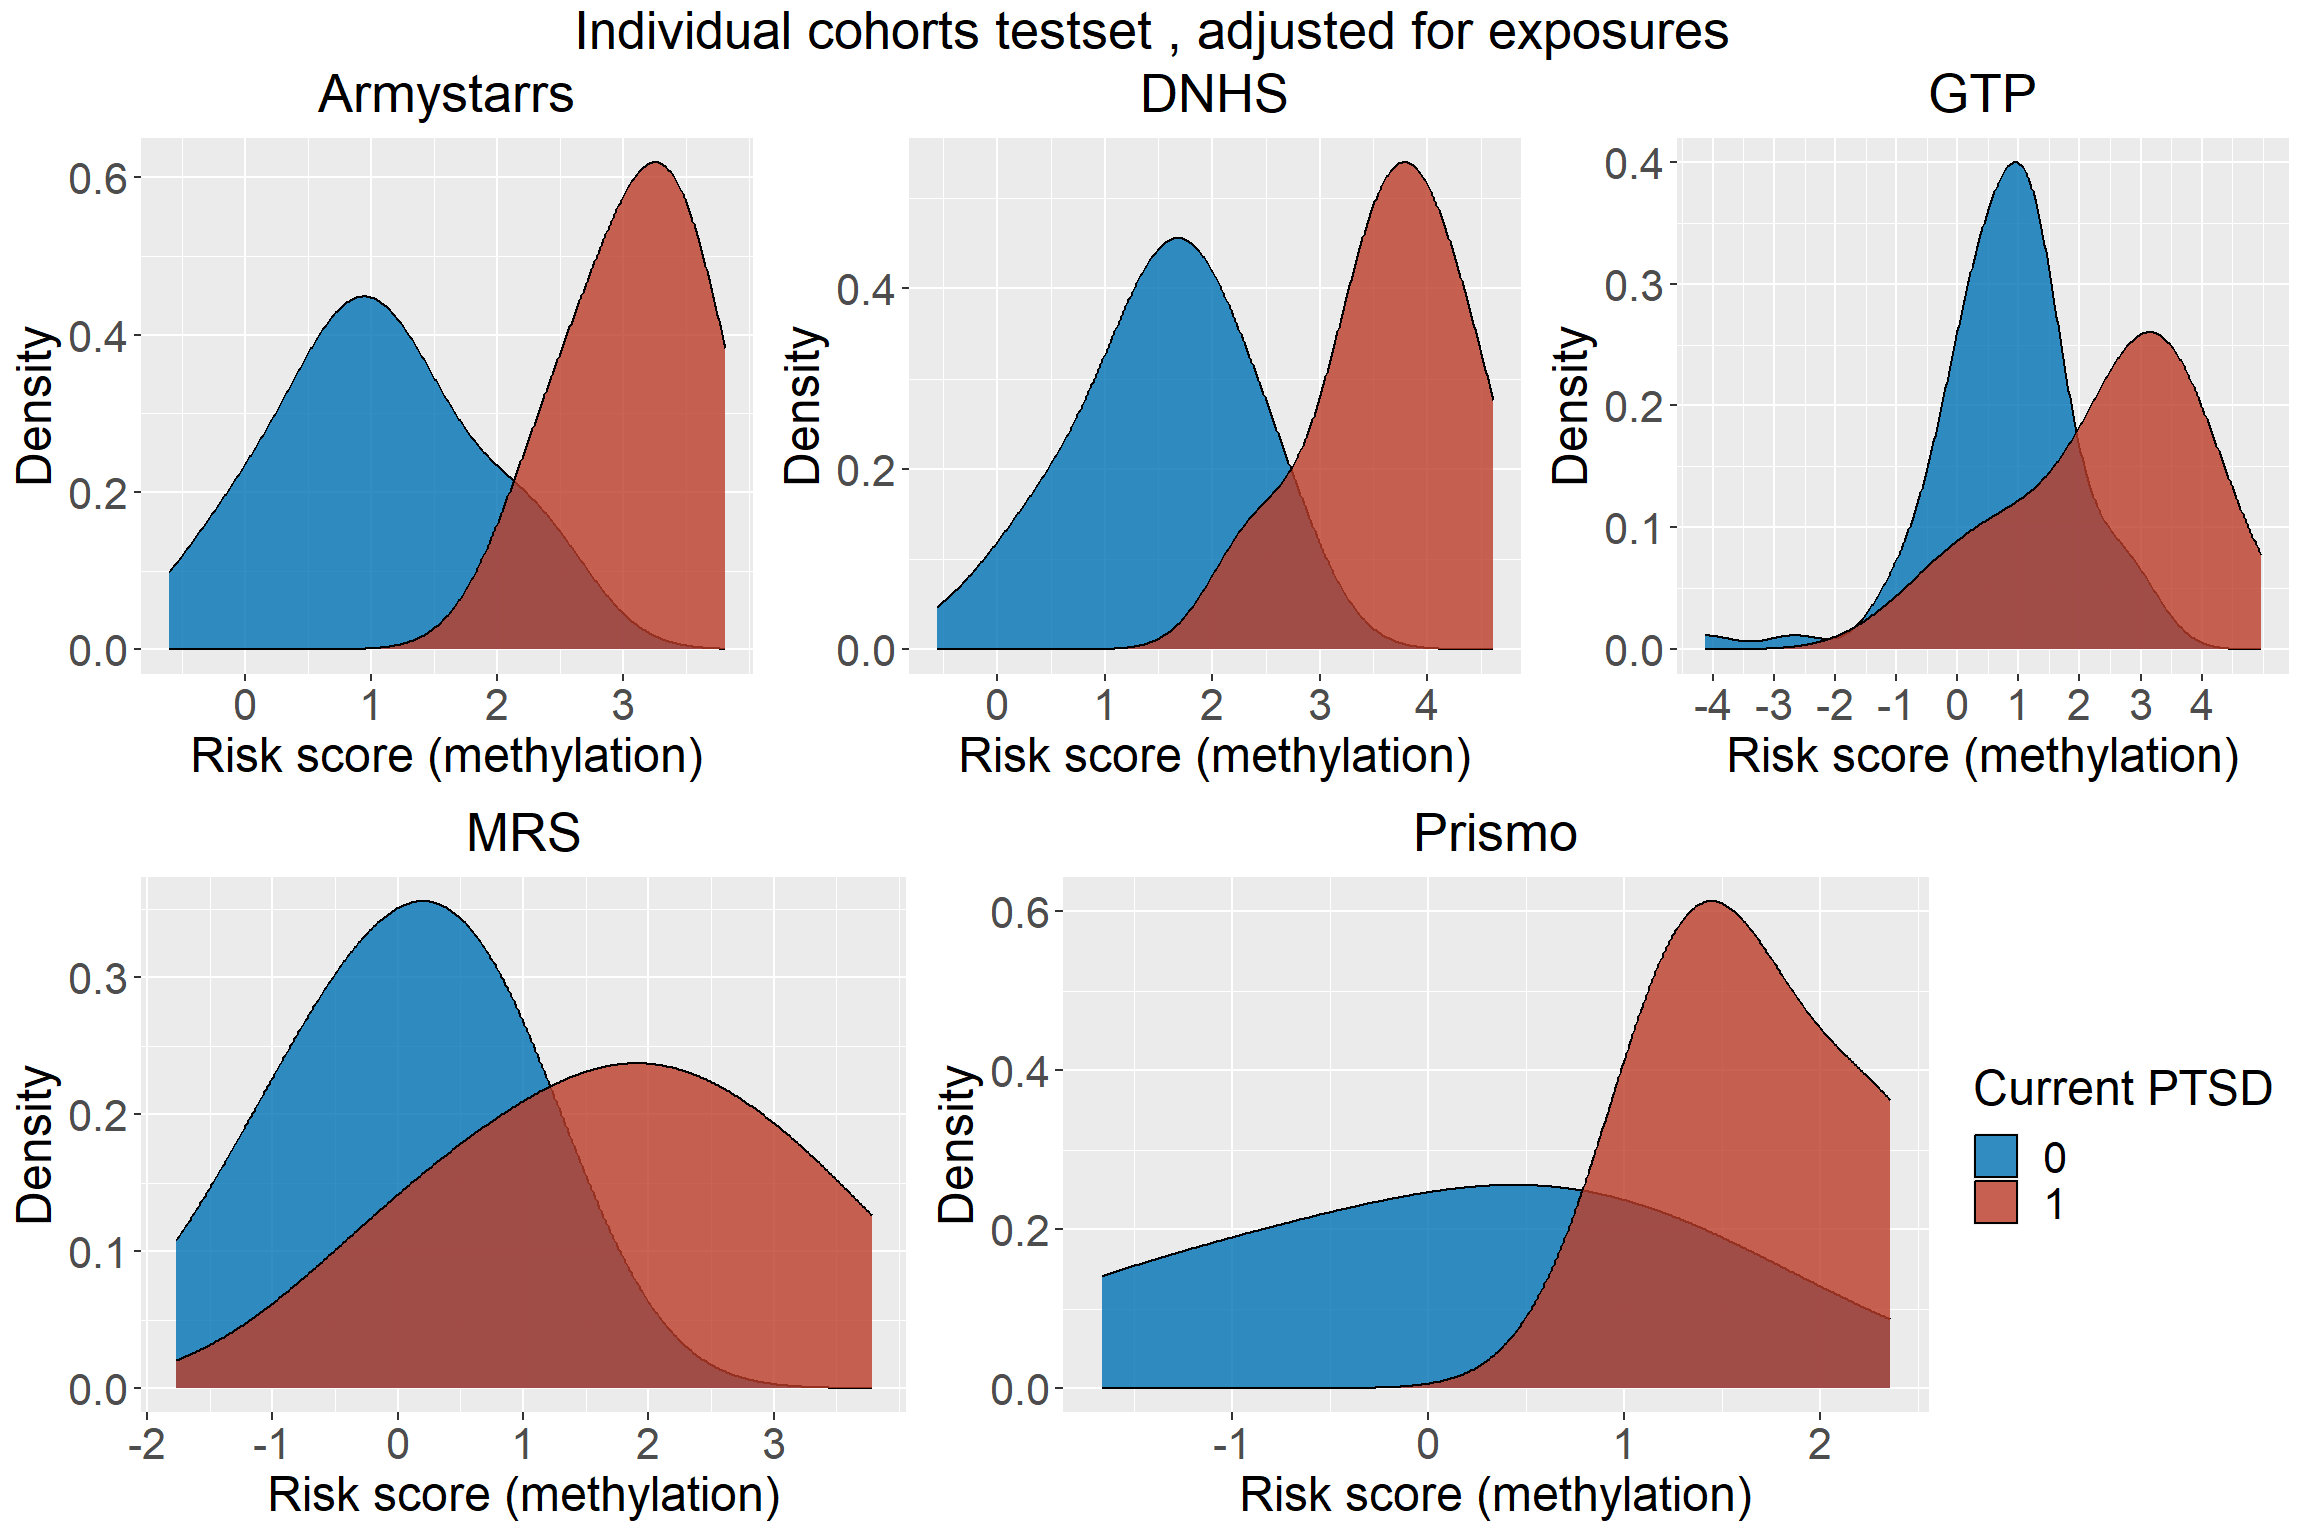 Individual cohorts testset , adjusted for exposures
Armystarrs
DNHS
GTP
Density
0.6
0.4
0.2
0.0
0 1 2 3
Risk score (methylation)
Density
0.4
0.2
0.0
0 1 2 3 4
Risk score (methylation)
Density
0.4
0.3
0.2
0.1
0.0
-4 -3 -2 -1 0 1 2 3 4
Risk score (methylation)
MRS
Prismo
Density
0.3
0.2
0.1
0.0
-2 -1 0 1 2 3
Risk score (methylation)
Density
0.6
0.4
0.2
0.0
-1 0 1 2
Risk score (methylation)
Current PTSD
0
1